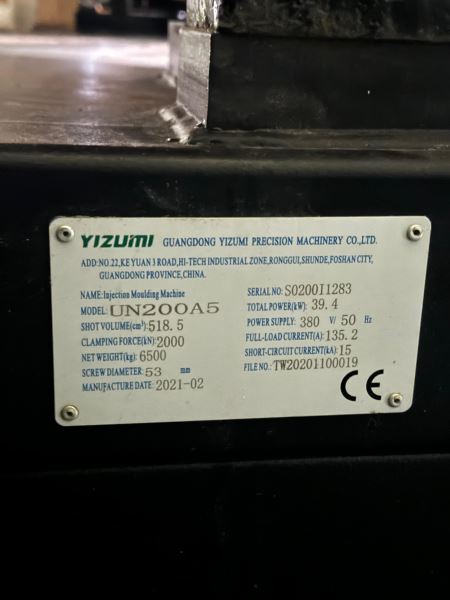 YIZUMI GUANGDONG YIZUMI PRECISION MACHINERY CO.,LTD.
ADD:NO.22,KE YUAN 3 ROAD,HI-TECH INDUSTRIAL ZONE,RONGGUI,SHUNDE,FOSHAN CITY,
GUANGDONG PROVINCE,CHINA.
NAME:Injection Moulding Machine
MODEL:UN200A5
SHOT VOLUME(cm³):518.5
CLAMPING FORCE(kN):2000
NET WEIGHT(kg):6500
SCREW DIAMETER:53 mm
MANUFACTURE DATE:2021-02
SERIAL NO:S0200I1283
TOTAL POWER(kW):39.4
POWER SUPPLY:380 V/ 50 Hz
FULL-LOAD CURRENT(A):135.2
SHORT-CIRCUIT CURRENT(kA):15
FILE NO.:TW20201100019
CE